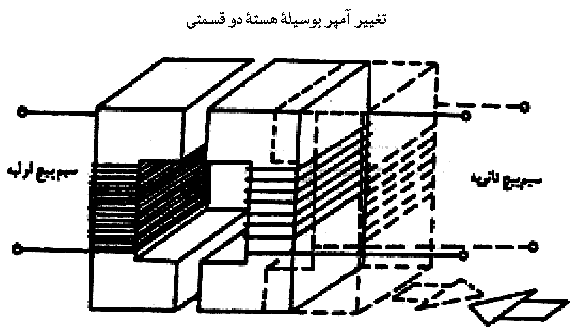 تغییر آمپر بوسیلهٔ هستهٔ دو قسمتی
سیم‌پیچ اولیه
سیم‌پیچ ثانویه